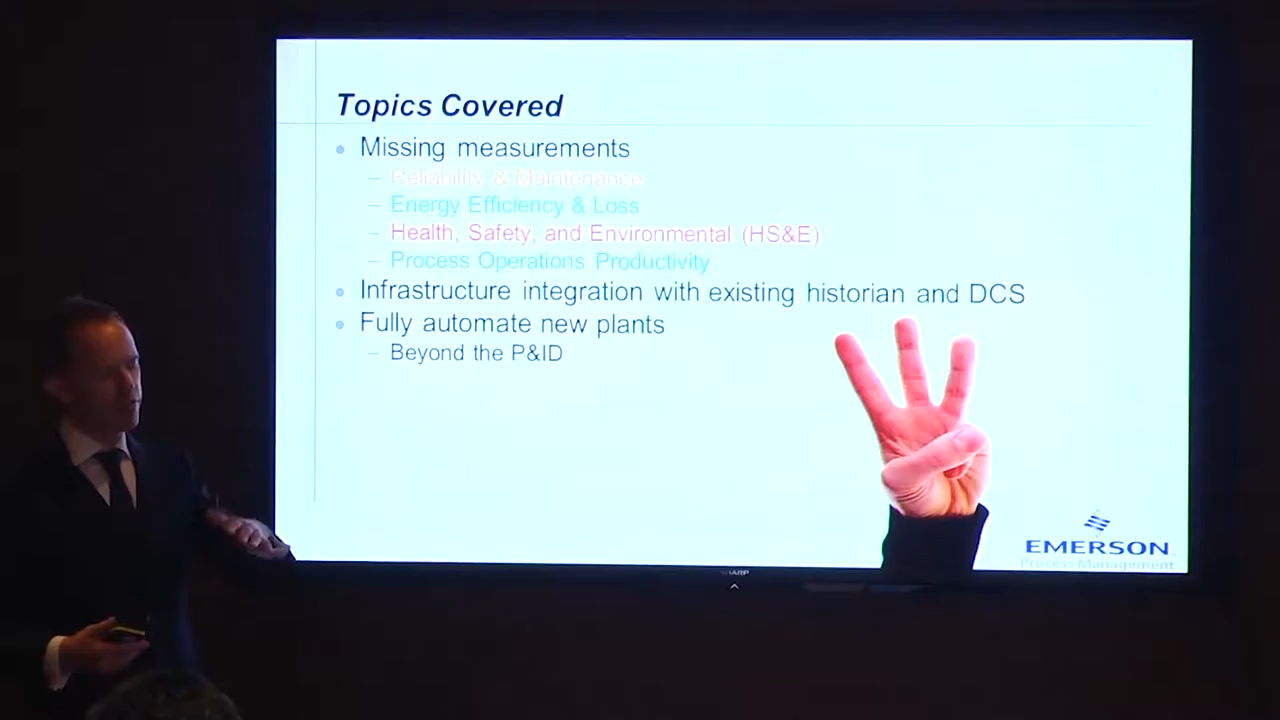 Topics Covered
Missing measurements
– Reliability & Maintenance
– Energy Efficiency & Loss
– Health, Safety, and Environmental (HS&E)
– Process Operations Productivity
Infrastructure integration with existing historian and DCS
Fully automate new plants
– Beyond the P&ID
EMERSON
Process Management
SHARP